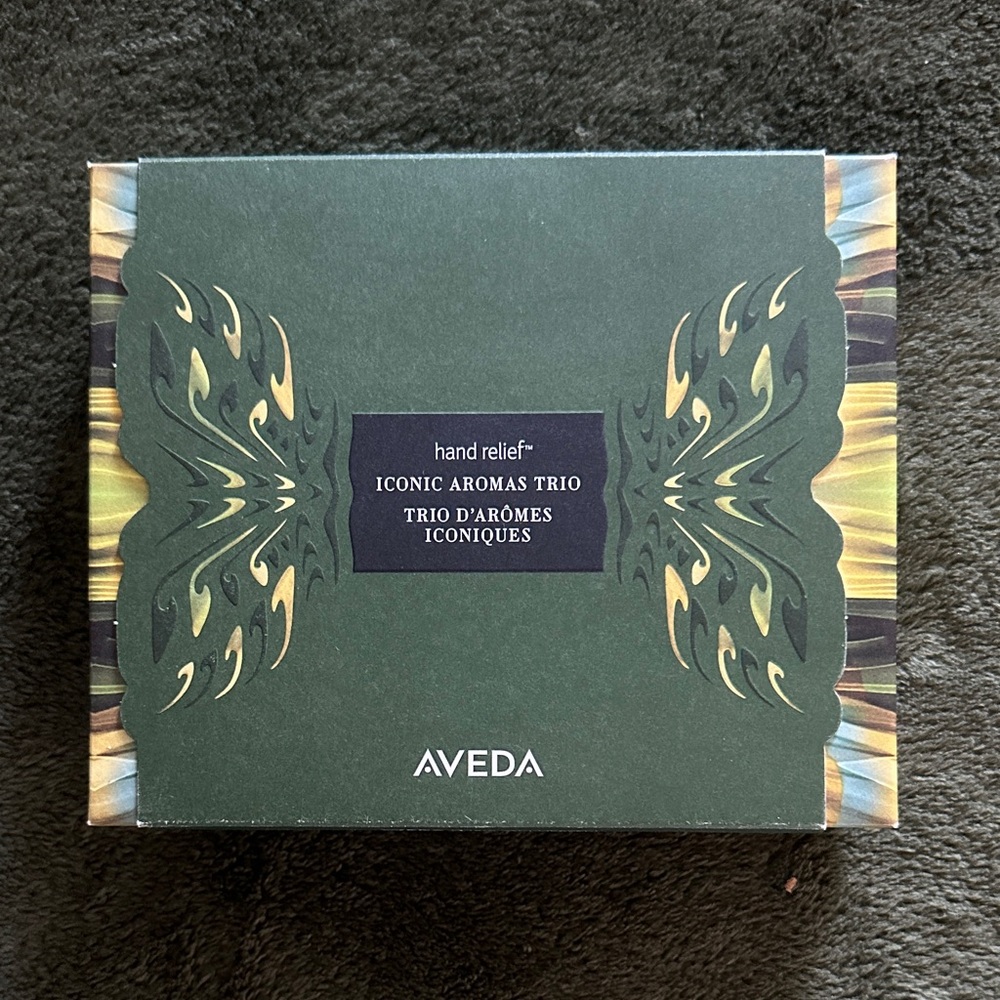 hand relief™
ICONIC AROMAS TRIO
TRIO D'ARÔMES
ICONIQUES
AVEDA